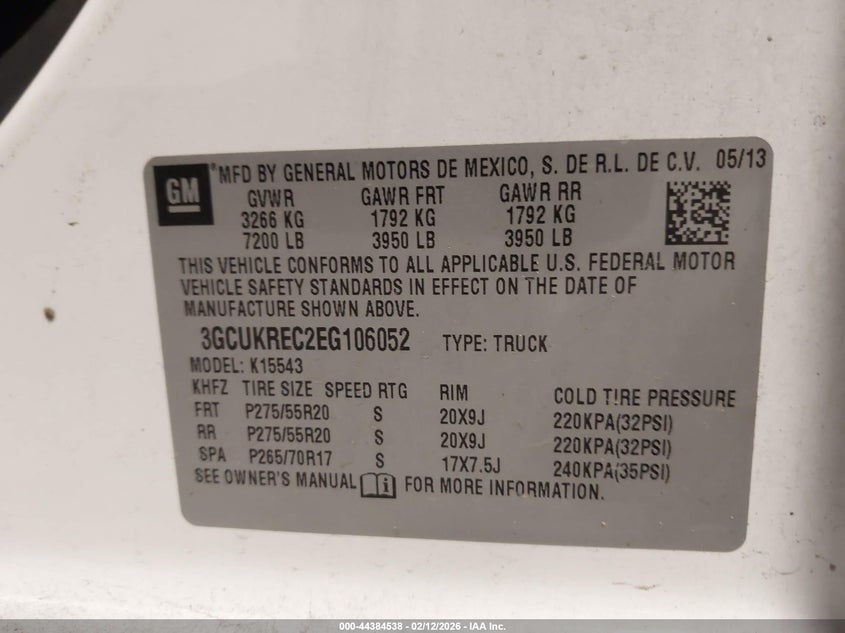 GM
® MFD BY GENERAL MOTORS DE MEXICO, S. DE R.L. DE C.V. 05/13
GVWR GAWR FRT GAWR RR
3266 KG 1792 KG 1792 KG
7200 LB 3950 LB 3950 LB
THIS VEHICLE CONFORMS TO ALL APPLICABLE U.S. FEDERAL MOTOR
VEHICLE SAFETY STANDARDS IN EFFECT ON THE DATE OF
MANUFACTURE SHOWN ABOVE.
3GCUKREC2EG106052 TYPE: TRUCK
MODEL: K15543
KHFZ TIRE SIZE SPEED RTG RIM COLD TIRE PRESSURE
FRT P275/55R20 S 20X9J 220KPA(32PSI)
RR P275/55R20 S 20X9J 220KPA(32PSI)
SPA P265/70R17 S 17X7.5J 240KPA(35PSI)
SEE OWNER'S MANUAL FOR MORE INFORMATION.
000-44384538 - 02/12/2026 - IAA Inc.